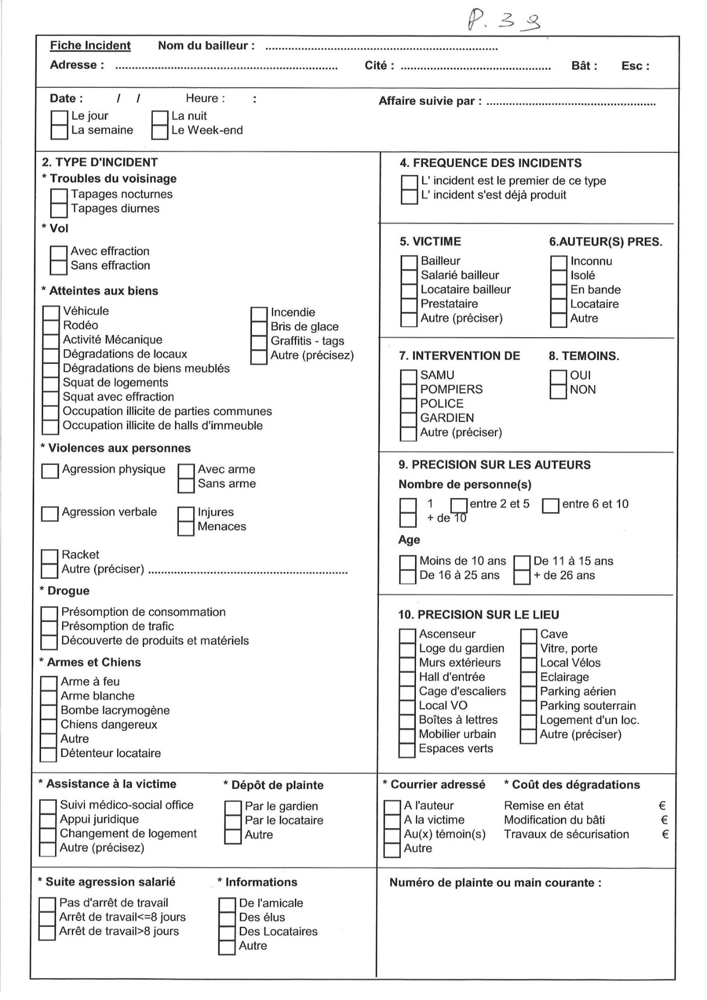 P. 39
Fiche Incident Nom du bailleur : ........................................................................
Adresse : ..................................................................... Cité : .............................................. Bât : Esc :
Date : / / Heure : : Affaire suivie par : ....................................................
Le jour La nuit
La semaine Le Week-end
2. TYPE D'INCIDENT
* Troubles du voisinage
Tapages nocturnes
Tapages diurnes
* Vol
Avec effraction
Sans effraction
* Atteintes aux biens
Véhicule
Rodéo
Activité Mécanique
Dégradations de locaux
Dégradations de biens meublés
Squat de logements
Squat avec effraction
Occupation illicite de parties communes
Occupation illicite de halls d'immeuble
Incendie
Bris de glace
Graffitis - tags
Autre (précisez)
* Violences aux personnes
Agression physique Avec arme
Sans arme
Agression verbale Injures
Menaces
Racket
Autre (préciser) .............................................................
* Drogue
Présomption de consommation
Présomption de trafic
Découverte de produits et matériels
* Armes et Chiens
Arme à feu
Arme blanche
Bombe lacrymogène
Chiens dangereux
Autre
Détenteur locataire
4. FREQUENCE DES INCIDENTS
L' incident est le premier de ce type
L' incident s'est déjà produit
5. VICTIME
Bailleur
Salarié bailleur
Locataire bailleur
Prestataire
Autre (préciser)
6.AUTEUR(S) PRES.
Inconnu
Isolé
En bande
Locataire
Autre
7. INTERVENTION DE
SAMU
POMPIERS
POLICE
GARDIEN
Autre (préciser)
8. TEMOINS.
OUI
NON
9. PRECISION SUR LES AUTEURS
Nombre de personne(s)
1 entre 2 et 5 entre 6 et 10
+ de 10
Age
Moins de 10 ans De 11 à 15 ans
De 16 à 25 ans + de 26 ans
10. PRECISION SUR LE LIEU
Ascenseur
Loge du gardien
Murs extérieurs
Hall d'entrée
Cage d'escaliers
Local VO
Boîtes à lettres
Mobilier urbain
Espaces verts
Cave
Vitre, porte
Local Vélos
Eclairage
Parking aérien
Parking souterrain
Logement d'un loc.
Autre (préciser)
* Assistance à la victime
Suivi médico-social office
Appui juridique
Changement de logement
Autre (précisez)
* Dépôt de plainte
Par le gardien
Par le locataire
Autre
* Courrier adressé
A l'auteur
A la victime
Au(x) témoin(s)
Autre
* Coût des dégradations
Remise en état €
Modification du bâti €
Travaux de sécurisation €
* Suite agression salarié
Pas d'arrêt de travail
Arrêt de travail<=8 jours
Arrêt de travail>8 jours
* Informations
De l'amicale
Des élus
Des Locataires
Autre
Numéro de plainte ou main courante :